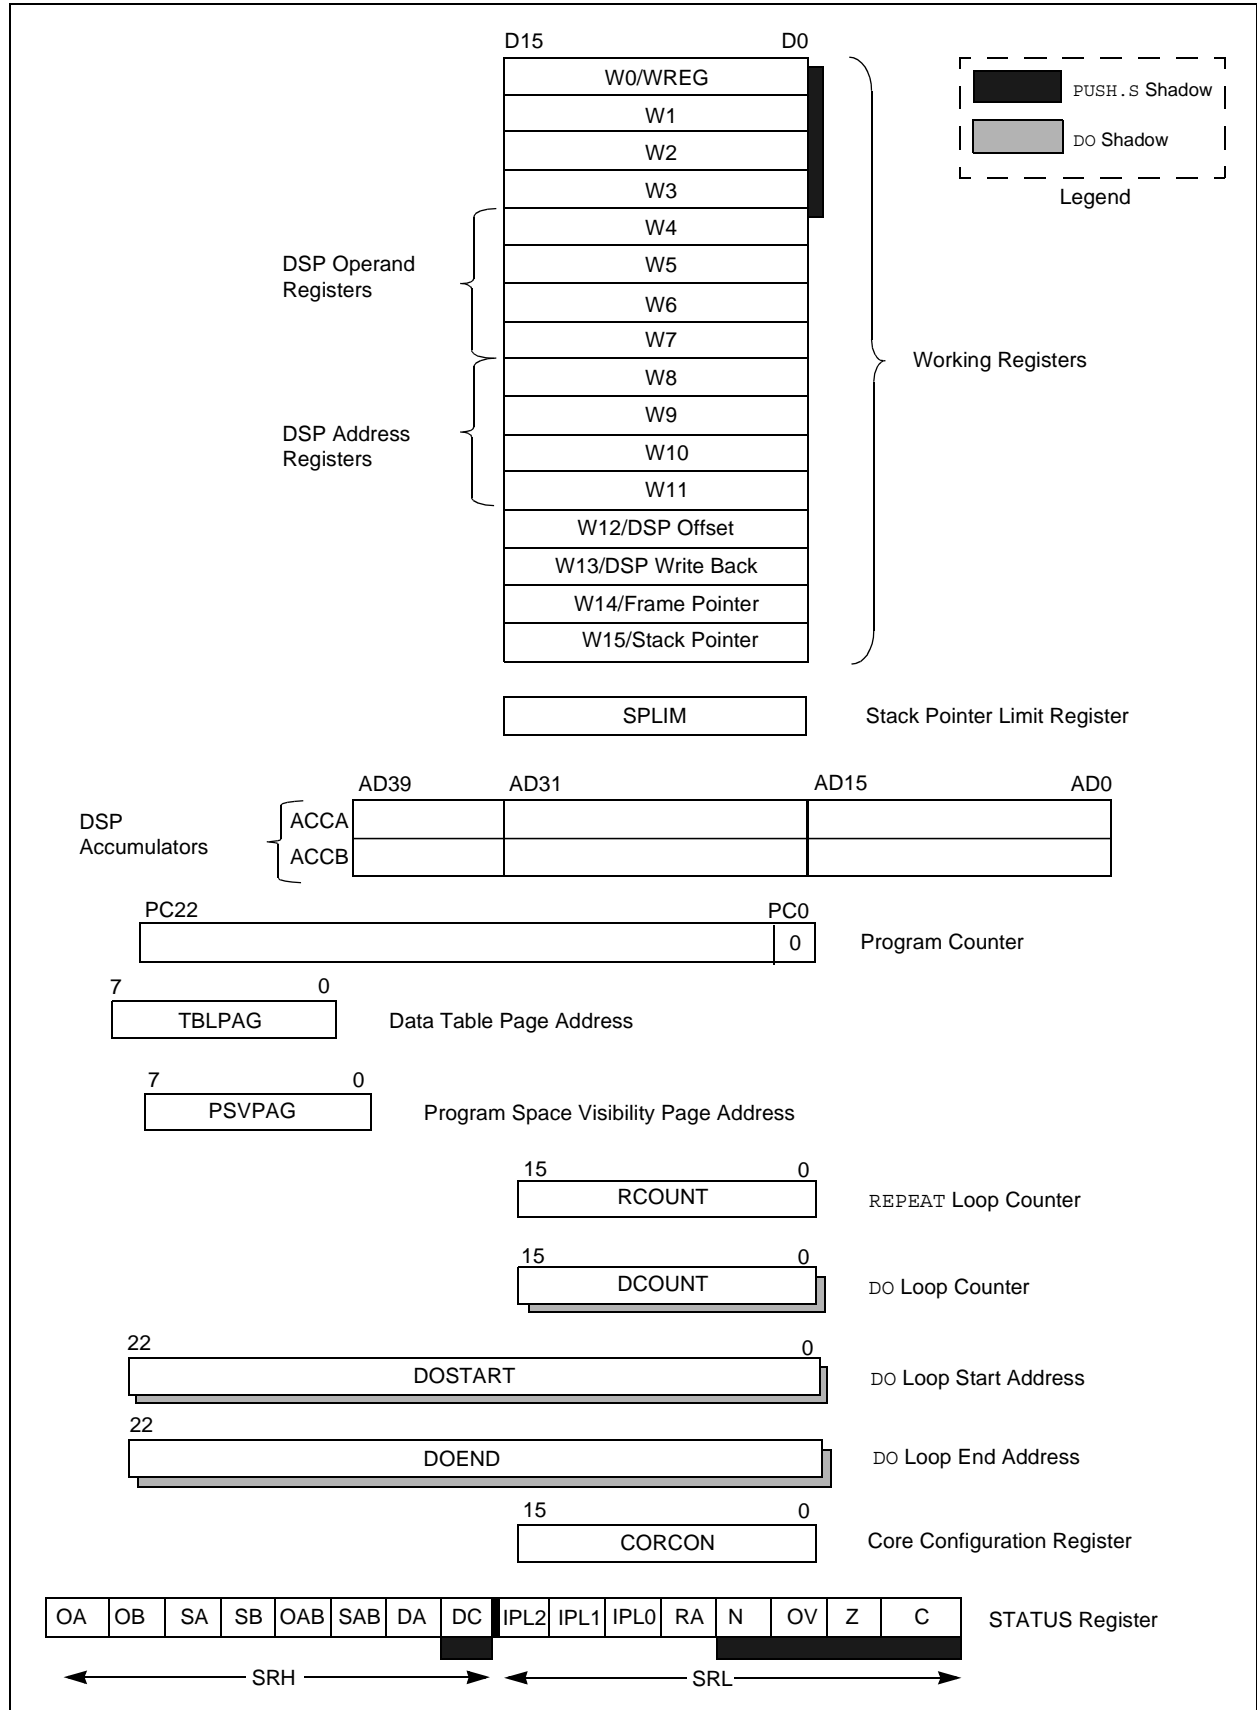 D15 D0
W0/WREG
W1
W2
W3
W4
W5
W6
W7
W8
W9
W10
W11
W12/DSP Offset
W13/DSP Write Back
W14/Frame Pointer
W15/Stack Pointer
PUSH.S Shadow
DO Shadow
Legend
DSP Operand
Registers
DSP Address
Registers
Working Registers
SPLIM Stack Pointer Limit Register
AD39 AD31 AD15 AD0
DSP
Accumulators
ACCA
ACCB
PC22 PC0
0 Program Counter
7 0
TBLPAG Data Table Page Address
7 0
PSVPAG Program Space Visibility Page Address
15 0
RCOUNT REPEAT Loop Counter
15 0
DCOUNT DO Loop Counter
22 0
DOSTART DO Loop Start Address
22
DOEND DO Loop End Address
15 0
CORCON Core Configuration Register
OA OB SA SB OAB SAB DA DC IPL2 IPL1 IPL0 RA N OV Z C STATUS Register
SRH SRL